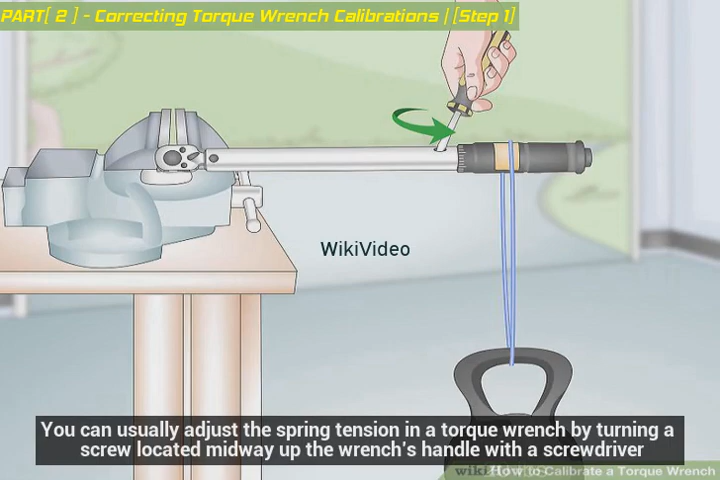 PART[ 2 ] - Correcting Torque Wrench Calibrations | [Step 1]
WikiVideo
You can usually adjust the spring tension in a torque wrench by turning a
screw located midway up the wrench's handle with a screwdriver
wikiHow to Calibrate a Torque Wrench